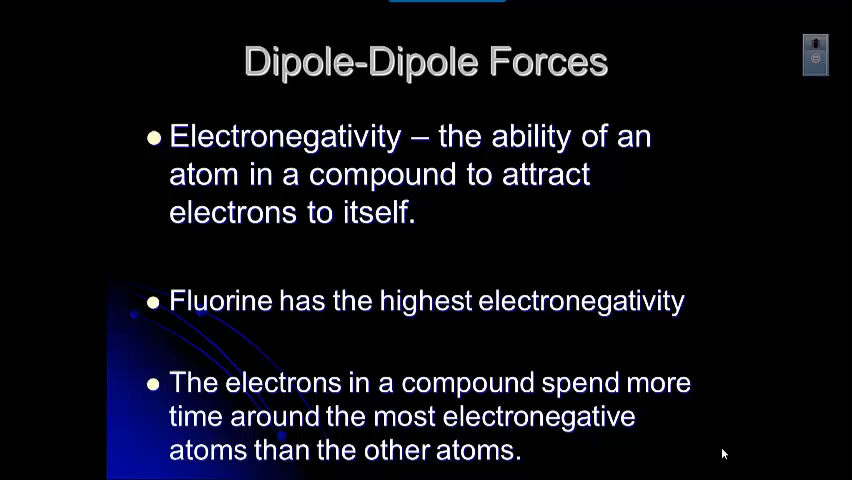 Dipole-Dipole Forces
Electronegativity – the ability of an
atom in a compound to attract
electrons to itself.
Fluorine has the highest electronegativity
The electrons in a compound spend more
time around the most electronegative
atoms than the other atoms.